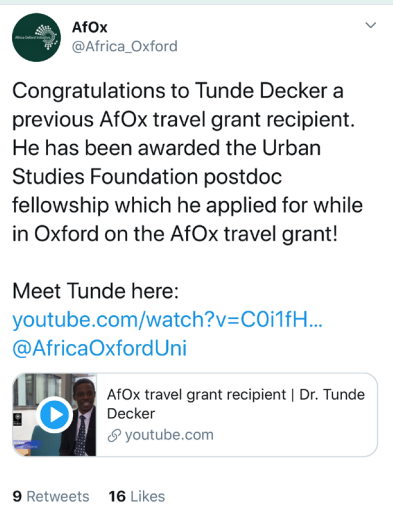 AfOx
@Africa_Oxford
Congratulations to Tunde Decker a
previous AfOx travel grant recipient.
He has been awarded the Urban
Studies Foundation postdoc
fellowship which he applied for while
in Oxford on the AfOx travel grant!
Meet Tunde here:
youtube.com/watch?v=C0i1fH...
@AfricaOxfordUni
AfOx travel grant recipient | Dr. Tunde
Decker
youtube.com
9 Retweets 16 Likes